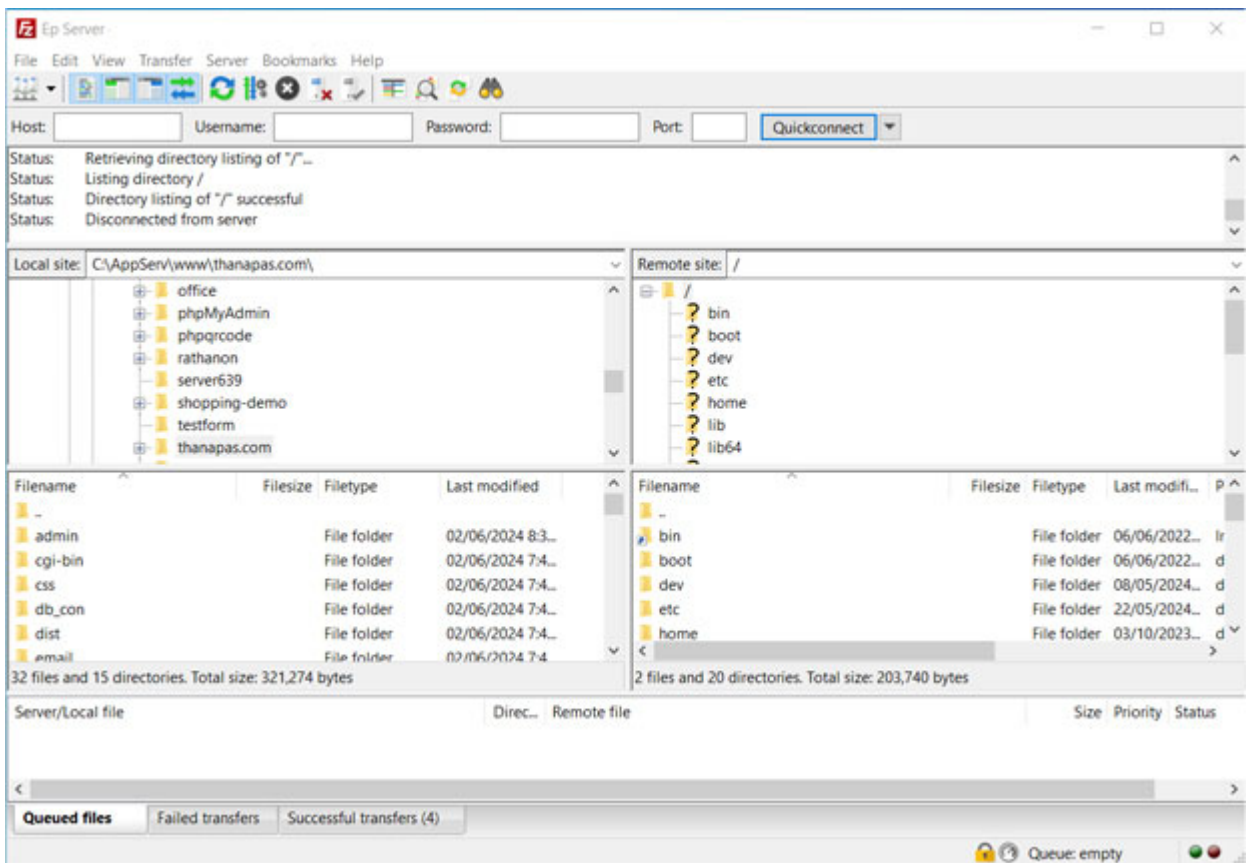 Ep Server
File Edit View Transfer Server Bookmarks Help
Host: Username: Password: Port: Quickconnect
Status: Retrieving directory listing of "/"...
Status: Listing directory /
Status: Directory listing of "/" successful
Status: Disconnected from server
Local site: C:\AppServ\www\thanapas.com\
office
phpMyAdmin
phpqrcode
rathanon
server639
shopping-demo
testform
thanapas.com
Remote site: /
/
bin
boot
dev
etc
home
lib
lib64
Filename Filesize Filetype Last modified
..
admin File folder 02/06/2024 8:3...
cgi-bin File folder 02/06/2024 7:4...
css File folder 02/06/2024 7:4...
db_con File folder 02/06/2024 7:4...
dist File folder 02/06/2024 7:4...
email File folder 02/06/2024 7:4
32 files and 15 directories. Total size: 321,274 bytes
Filename Filesize Filetype Last modifi... P
..
bin File folder 06/06/2022... lr
boot File folder 06/06/2022... d
dev File folder 08/05/2024... d
etc File folder 22/05/2024... d
home File folder 03/10/2023... d
2 files and 20 directories. Total size: 203,740 bytes
Server/Local file Direc... Remote file Size Priority Status
Queued files Failed transfers Successful transfers (4)
Queue: empty